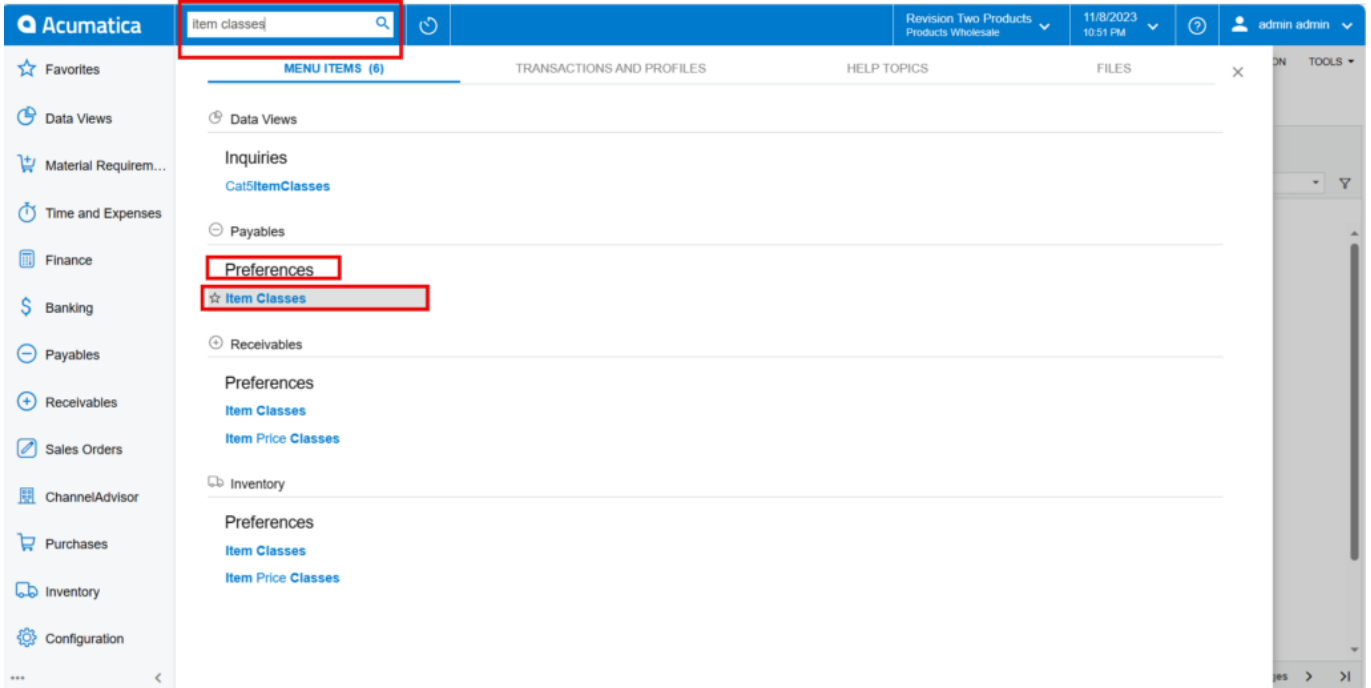 Acumatica
item classes
Revision Two Products
Products Wholesale
11/8/2023
10:51 PM
admin admin
Favorites
Data Views
Material Requirem...
Time and Expenses
Finance
Banking
Payables
Receivables
Sales Orders
ChannelAdvisor
Purchases
Inventory
Configuration
MENU ITEMS (6)
TRANSACTIONS AND PROFILES
HELP TOPICS
FILES
TOOLS
Data Views
Inquiries
Cat5ItemClasses
Payables
Preferences
Item Classes
Receivables
Preferences
Item Classes
Item Price Classes
Inventory
Preferences
Item Classes
Item Price Classes